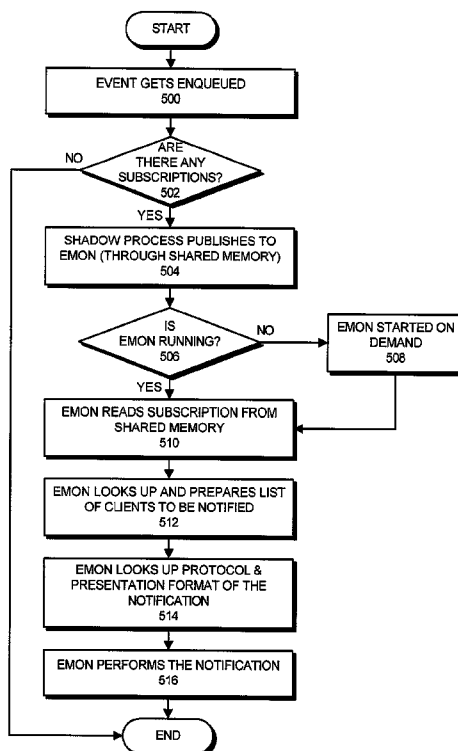 START
EVENT GETS ENQUEUED
500
ARE
THERE ANY
SUBSCRIPTIONS?
502
NO
YES
SHADOW PROCESS PUBLISHES TO
EMON (THROUGH SHARED MEMORY)
504
IS
EMON RUNNING?
506
NO
EMON STARTED ON
DEMAND
508
YES
EMON READS SUBSCRIPTION FROM
SHARED MEMORY
510
EMON LOOKS UP AND PREPARES LIST
OF CLIENTS TO BE NOTIFIED
512
EMON LOOKS UP PROTOCOL &
PRESENTATION FORMAT OF THE
NOTIFICATION
514
EMON PERFORMS THE NOTIFICATION
516
END